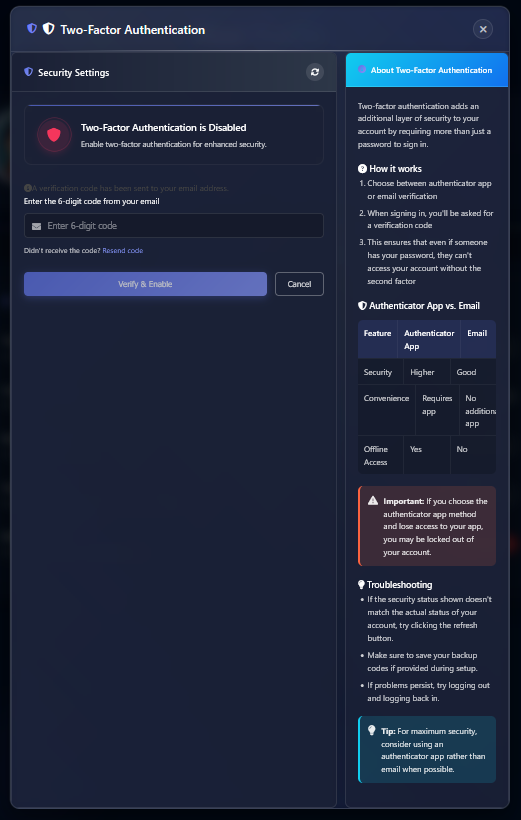 Two-Factor Authentication
Security Settings
Two-Factor Authentication is Disabled
Enable two-factor authentication for enhanced security.
A verification code has been sent to your email address.
Enter the 6-digit code from your email
Enter 6-digit code
Didn't receive the code? Resend code
Verify & Enable
Cancel
About Two-Factor Authentication
Two-factor authentication adds an
additional layer of security to your
account by requiring more than just a
password to sign in.
How it works
1. Choose between authenticator app
or email verification
2. When signing in, you'll be asked for
a verification code
3. This ensures that even if someone
has your password, they can't
access your account without the
second factor
Authenticator App vs. Email
Feature Authenticator Email
App
Security Higher Good
Convenience Requires No
app additiona
app
Offline Yes No
Access
Important: If you choose the
authenticator app method
and lose access to your app,
you may be locked out of
your account.
Troubleshooting
• If the security status shown doesn't
match the actual status of your
account, try clicking the refresh
button.
• Make sure to save your backup
codes if provided during setup.
• If problems persist, try logging out
and logging back in.
Tip: For maximum security,
consider using an
authenticator app rather than
email when possible.